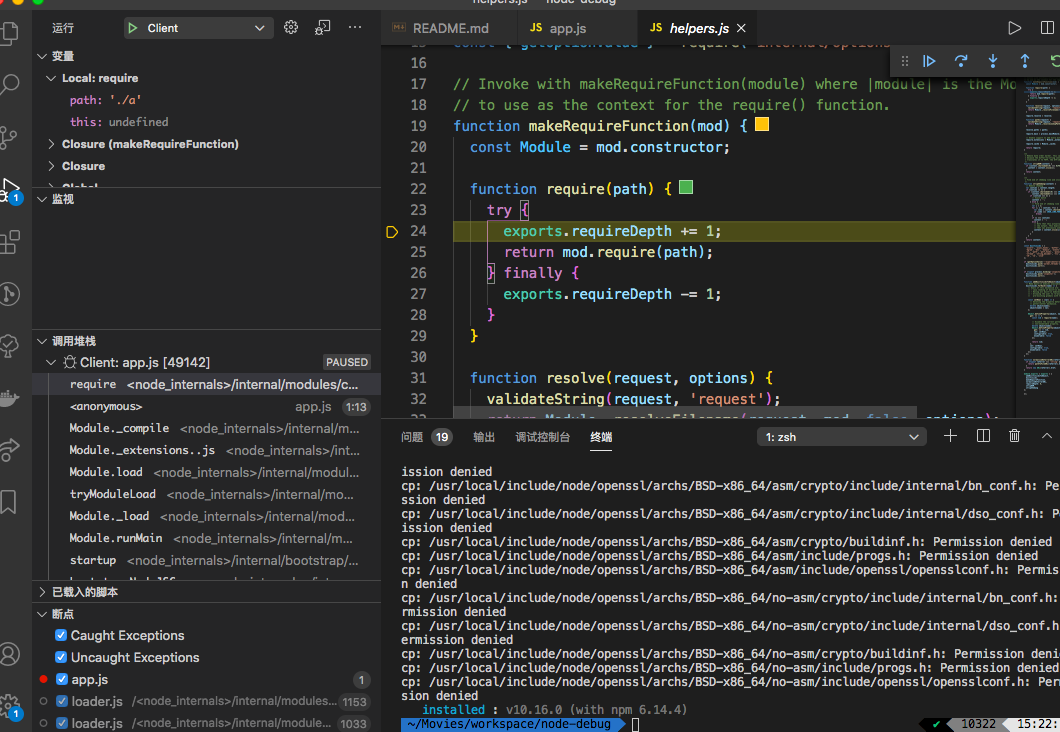 helpers.js — node-debug
运行
Client
变量
Local: require
path: './a'
this: undefined
Closure (makeRequireFunction)
Closure
Global
监视
调用堆栈
Client: app.js [49142]
PAUSED
require <node_internals>/internal/modules/c...
<anonymous> app.js 1:13
Module._compile <node_internals>/internal/m...
Module._extensions..js <node_internals>/int...
Module.load <node_internals>/internal/modul...
tryModuleLoad <node_internals>/internal/mo...
Module._load <node_internals>/internal/mod...
Module.runMain <node_internals>/internal/m...
startup <node_internals>/internal/bootstrap/...
已载入的脚本
断点
Caught Exceptions
Uncaught Exceptions
app.js 1
loader.js /<node_internals>/internal/modules... 1153
loader.js /<node_internals>/internal/module... 1033
1
1
README.md
JS app.js
JS helpers.js
16
17 // Invoke with makeRequireFunction(module) where |module| is the Mo
18 // to use as the context for the require() function.
19 function makeRequireFunction(mod) {
20 const Module = mod.constructor;
21
22 function require(path) {
23 try {
24 exports.requireDepth += 1;
25 return mod.require(path);
26 } finally {
27 exports.requireDepth -= 1;
28 }
29 }
30
31 function resolve(request, options) {
32 validateString(request, 'request');
问题 19 输出 调试控制台 终端
1: zsh
ission denied
cp: /usr/local/include/node/openssl/archs/BSD-x86_64/asm/crypto/include/internal/bn_conf.h: Pe
ssion denied
cp: /usr/local/include/node/openssl/archs/BSD-x86_64/asm/crypto/include/internal/dso_conf.h: P
ission denied
cp: /usr/local/include/node/openssl/archs/BSD-x86_64/asm/crypto/buildinf.h: Permission denied
cp: /usr/local/include/node/openssl/archs/BSD-x86_64/asm/include/progs.h: Permission denied
cp: /usr/local/include/node/openssl/archs/BSD-x86_64/asm/include/openssl/opensslconf.h: Permis
n denied
cp: /usr/local/include/node/openssl/archs/BSD-x86_64/no-asm/crypto/include/internal/bn_conf.h:
rmission denied
cp: /usr/local/include/node/openssl/archs/BSD-x86_64/no-asm/crypto/include/internal/dso_conf.h
ermission denied
cp: /usr/local/include/node/openssl/archs/BSD-x86_64/no-asm/crypto/buildinf.h: Permission deni
cp: /usr/local/include/node/openssl/archs/BSD-x86_64/no-asm/include/progs.h: Permission denied
cp: /usr/local/include/node/openssl/archs/BSD-x86_64/no-asm/include/openssl/opensslconf.h: Per
sion denied
installed : v10.16.0 (with npm 6.14.4)
~/Movies/workspace/node-debug
✔ 10322 15:22: